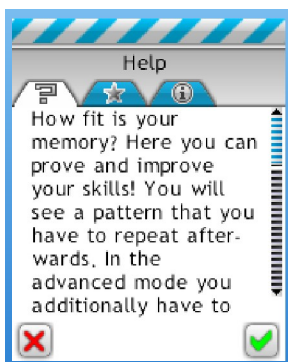 Help
How fit is your
memory? Here you can
prove and improve
your skills! You will
see a pattern that you
have to repeat after-
wards. In the
advanced mode you
additionally have to